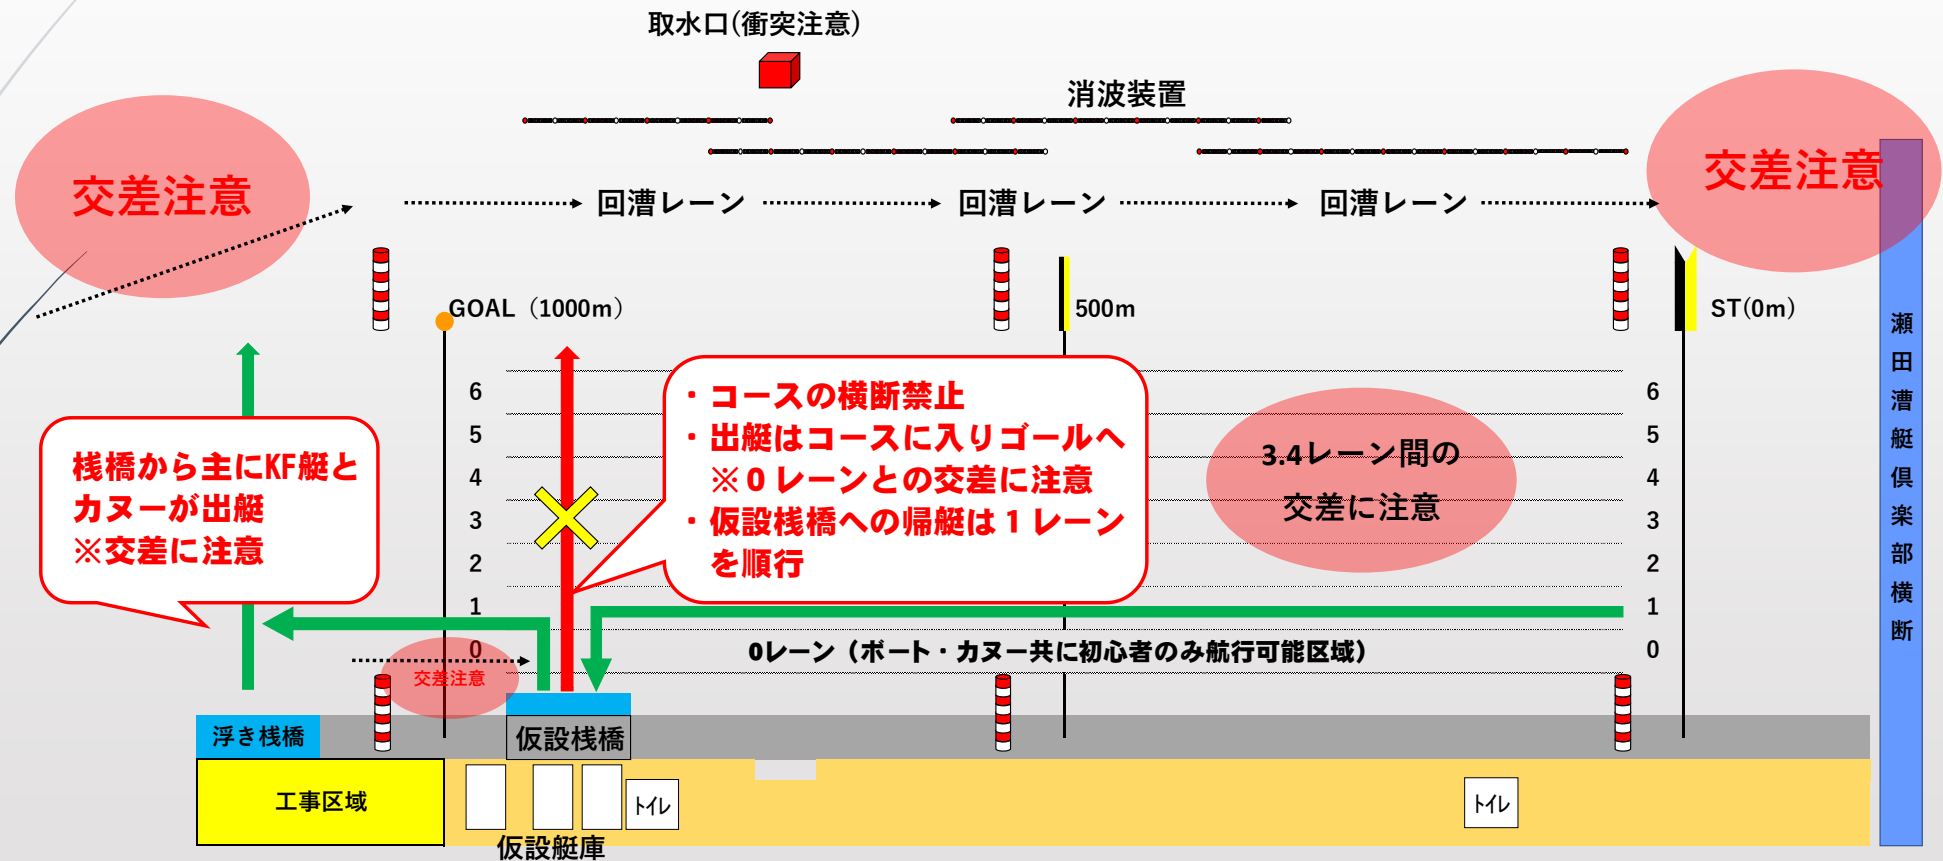 取水口(衝突注意)
消波装置
交差注意
交差注意
回漕レーン
回漕レーン
回漕レーン
GOAL（1000m）
500m
ST(0m)
瀬田漕艇倶楽部横断
6
5
4
3
2
1
0
6
5
4
3
2
1
0
桟橋から主にKF艇と
カヌーが出艇
※交差に注意
・コースの横断禁止
・出艇はコースに入りゴールへ
※０レーンとの交差に注意
・仮設桟橋への帰艇は１レーン
を順行
3.4レーン間の
交差に注意
0レーン（ボート・カヌー共に初心者のみ航行可能区域）
交差注意
浮き桟橋
仮設桟橋
工事区域
トイレ
トイレ
仮設艇庫